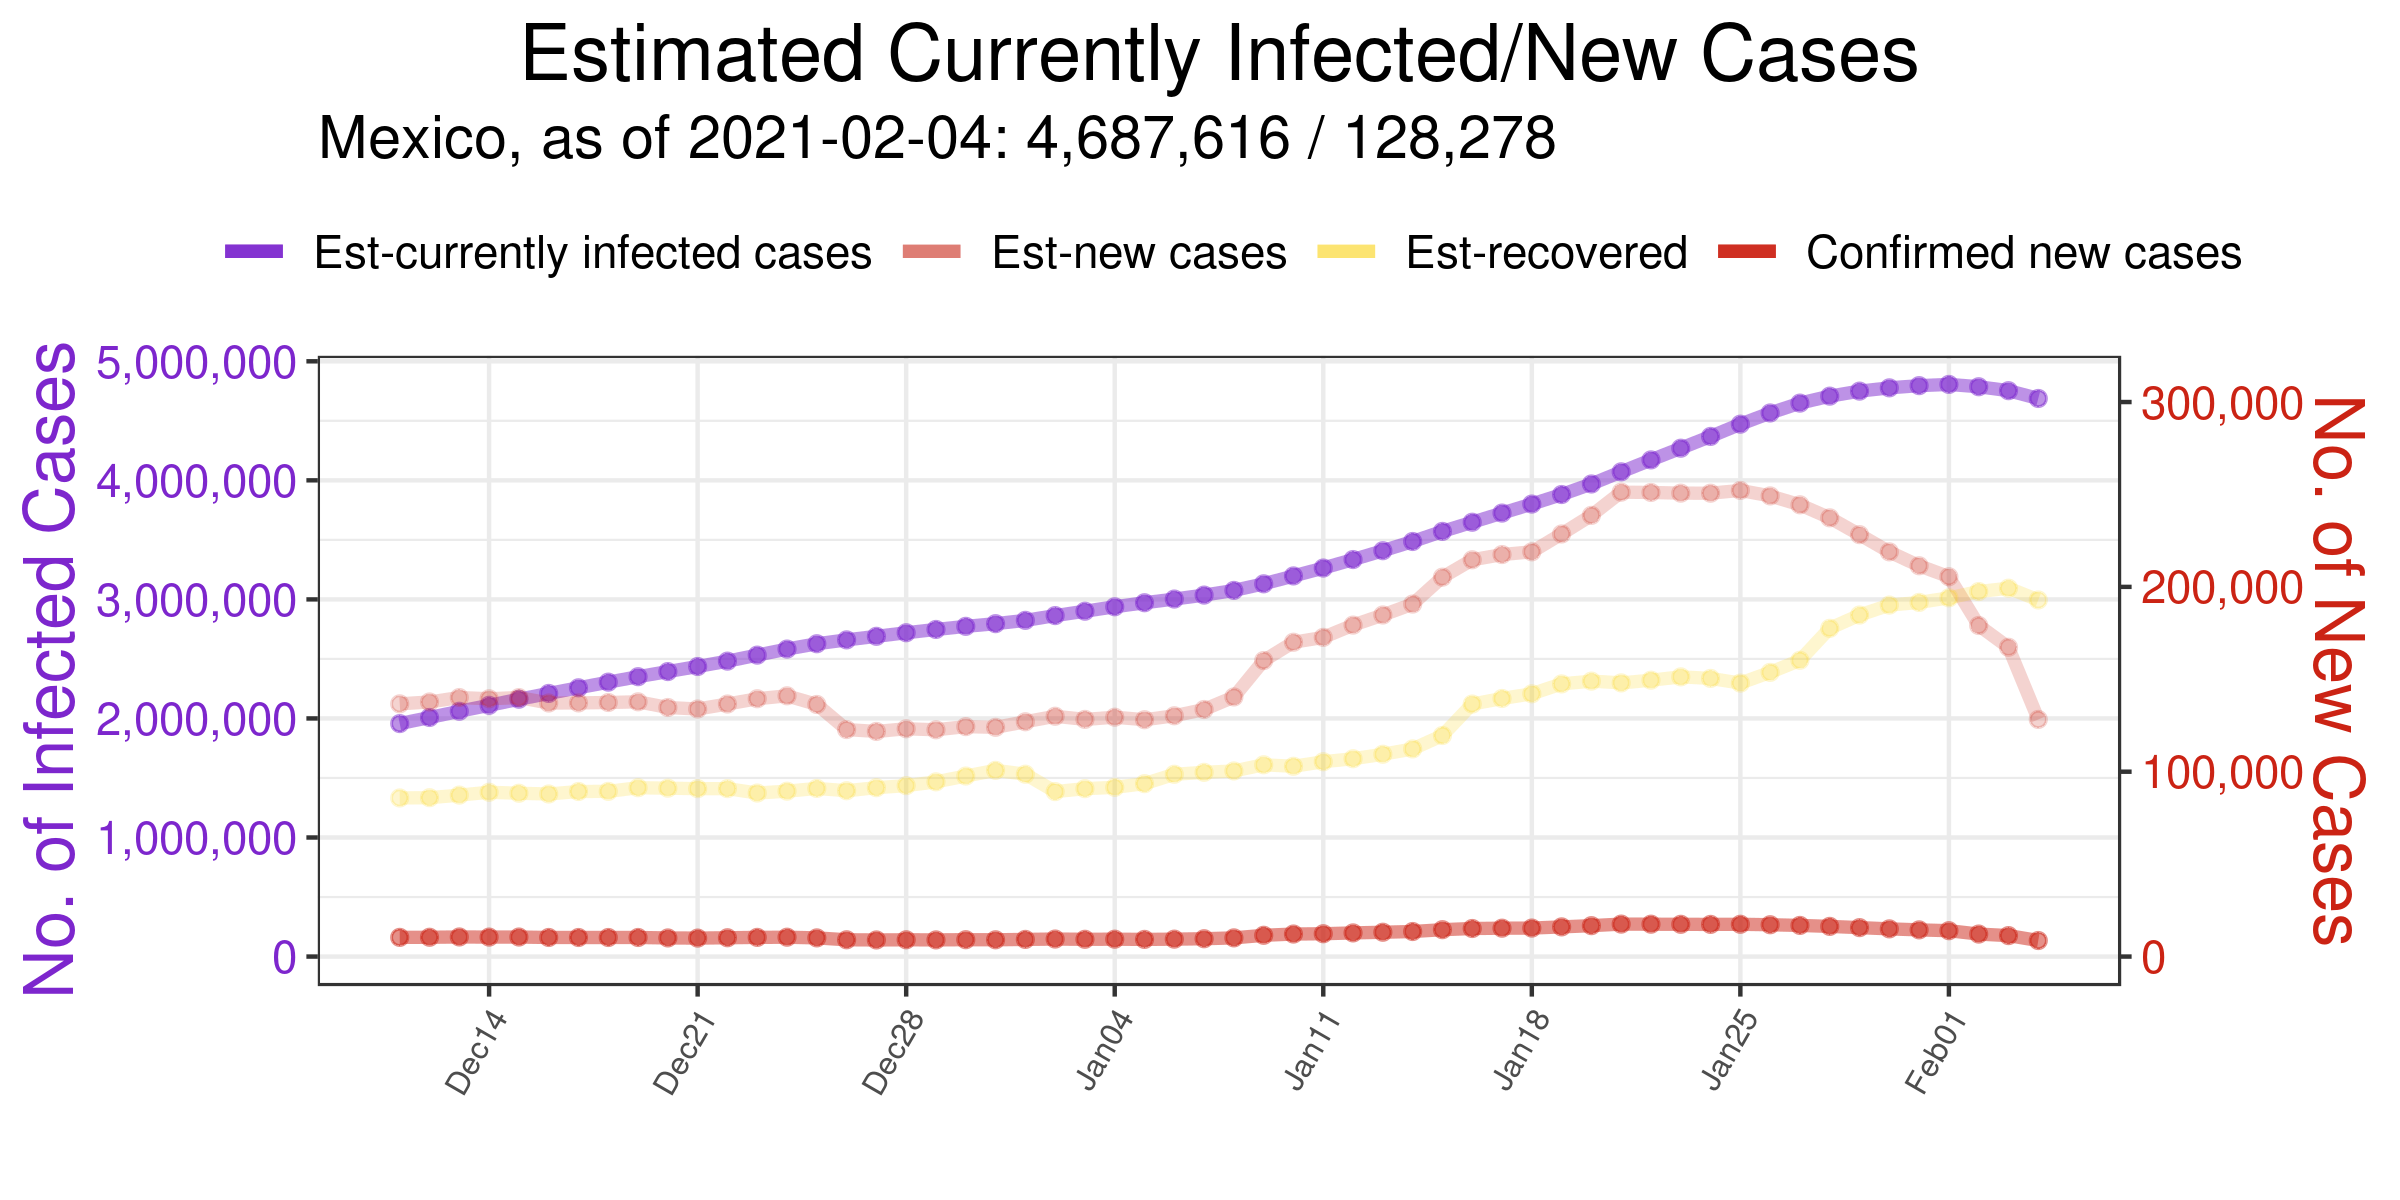 Estimated Currently Infected/New Cases
Mexico, as of 2021-02-04: 4,687,616 / 128,278
Est-currently infected cases Est-new cases Est-recovered Confirmed new cases
No. of Infected Cases
5,000,000
4,000,000
3,000,000
2,000,000
1,000,000
0
300,000
200,000
100,000
0
No. of New Cases
Dec14 Dec21 Dec28 Jan04 Jan11 Jan18 Jan25 Feb01